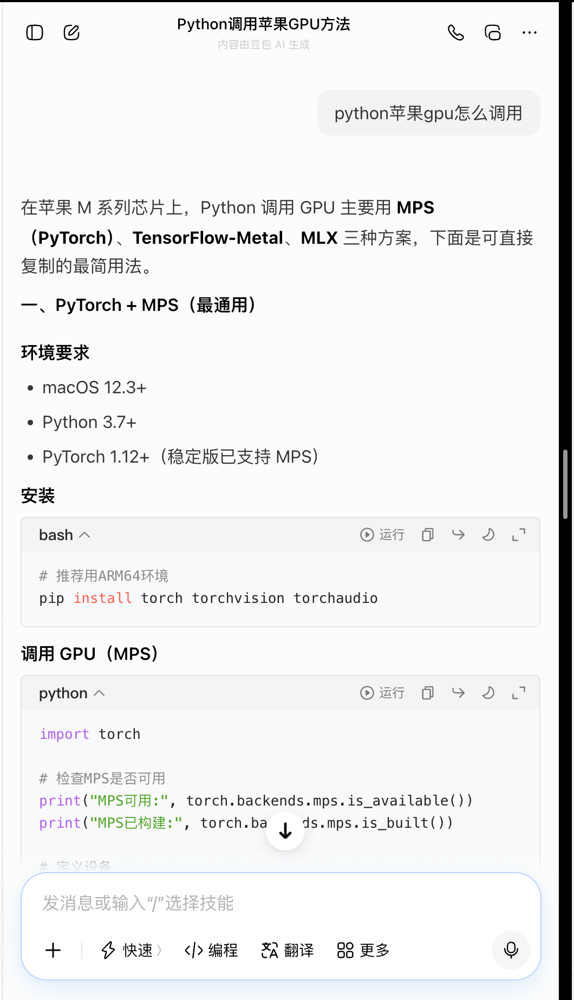 Python调用苹果GPU方法
内容由豆包 AI 生成
python苹果gpu怎么调用
在苹果 M 系列芯片上，Python 调用 GPU 主要用 MPS
（PyTorch）、TensorFlow-Metal、MLX 三种方案，下面是可直接
复制的最简用法。
一、PyTorch + MPS（最通用）
环境要求
• macOS 12.3+
• Python 3.7+
• PyTorch 1.12+（稳定版已支持 MPS）
安装
bash 运行
# 推荐用ARM64环境
pip install torch torchvision torchaudio
调用 GPU（MPS）
python 运行
import torch
# 检查MPS是否可用
print("MPS可用:", torch.backends.mps.is_available())
print("MPS已构建:", torch.ba ds.mps.is_built())
# 定义设备
发消息或输入“/”选择技能
快速 编程 翻译 更多